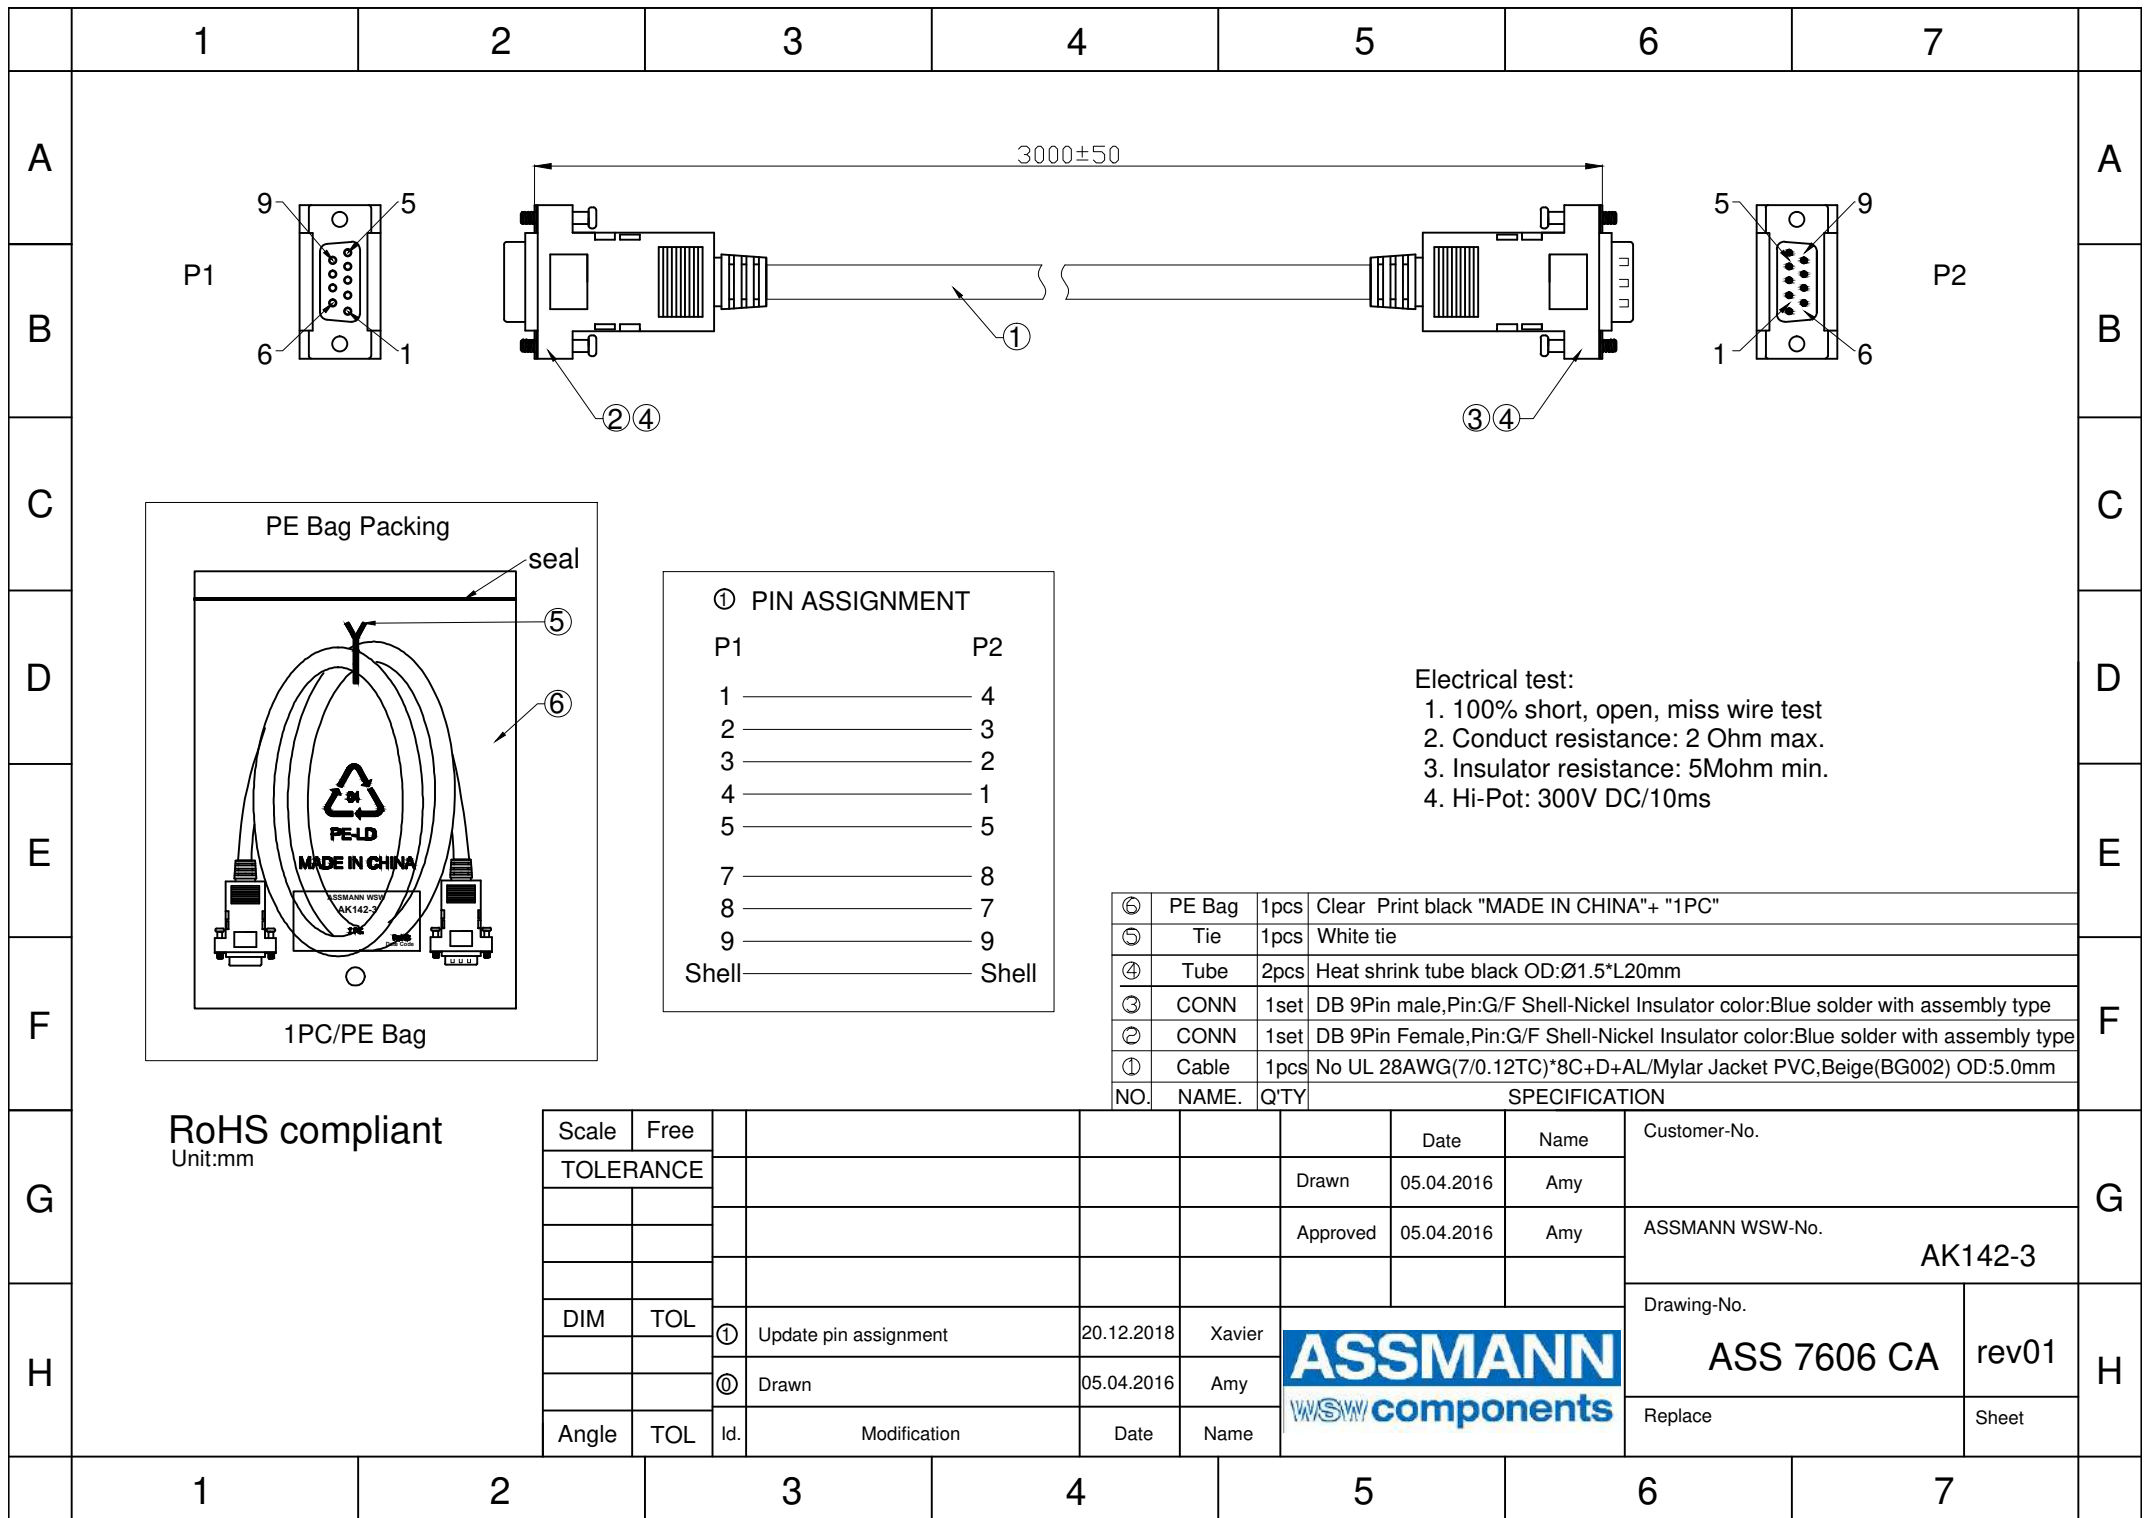 1 2 3 4 5 6 7
A A
3000±50
9 5
5 9
P1
P2
B B
6 1
1 6
①
②④
③④
C C
PE Bag Packing
seal
⑤
⑥
PE-LD
MADE IN CHINA
ASSMANN WSW
AK142-3
1PC/PE Bag
① PIN ASSIGNMENT
P1 P2
1 4
2 3
3 2
4 1
5 5
7 8
8 7
9 9
Shell Shell
D D
Electrical test:
1. 100% short, open, miss wire test
2. Conduct resistance: 2 Ohm max.
3. Insulator resistance: 5Mohm min.
4. Hi-Pot: 300V DC/10ms
E E
⑥ PE Bag 1pcs Clear Print black "MADE IN CHINA"+ "1PC"
⑤ Tie 1pcs White tie
④ Tube 2pcs Heat shrink tube black OD:Ø1.5*L20mm
③ CONN 1set DB 9Pin male,Pin:G/F Shell-Nickel Insulator color:Blue solder with assembly type
② CONN 1set DB 9Pin Female,Pin:G/F Shell-Nickel Insulator color:Blue solder with assembly type
① Cable 1pcs No UL 28AWG(7/0.12TC)*8C+D+AL/Mylar Jacket PVC,Beige(BG002) OD:5.0mm
NO. NAME. Q'TY SPECIFICATION
F F
RoHS compliant
Unit:mm
Scale Free
TOLERANCE
DIM TOL
Angle TOL
① Update pin assignment 20.12.2018 Xavier
⓪ Drawn 05.04.2016 Amy
Id. Modification Date Name
Date Name
Drawn 05.04.2016 Amy
Approved 05.04.2016 Amy
ASSMANN
WSW components
Customer-No.
ASSMANN WSW-No.
AK142-3
Drawing-No.
ASS 7606 CA rev01
Replace Sheet
G G
H H
1 2 3 4 5 6 7